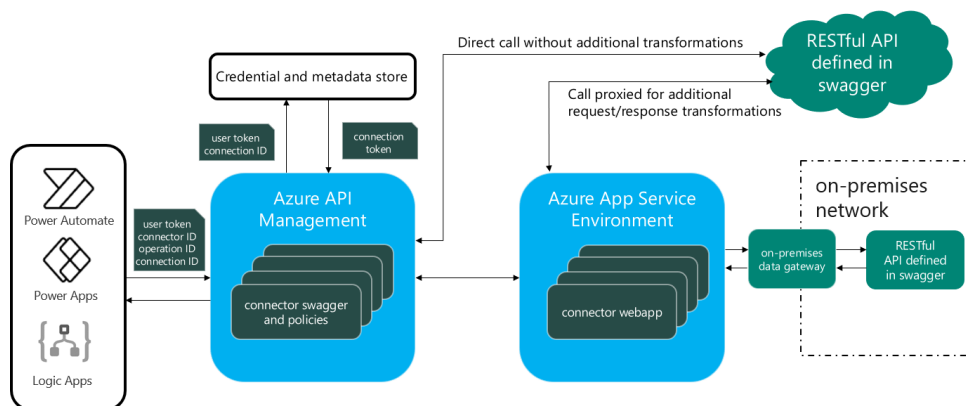 Direct call without additional transformations
RESTful API
defined in
swagger
Credential and metadata store
Call proxied for additional
request/response transformations
user token
connection ID
connection
token
Power Automate
Power Apps
Logic Apps
user token
connector ID
operation ID
connection ID
Azure API
Management
connector swagger
and policies
Azure App Service
Environment
connector webapp
on-premises
network
on-premises
data gateway
RESTful
API defined
in swagger